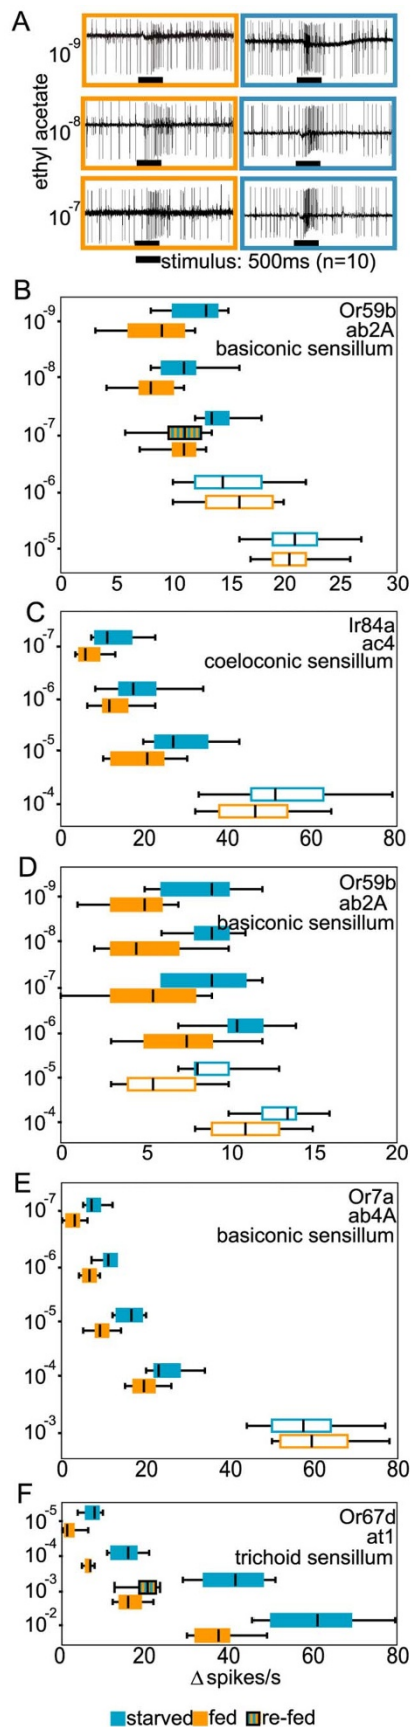 A
ethyl acetate
10-9
10-8
10-7
stimulus: 500ms (n=10)
B
Or59b
ab2A
basiconic sensillum
10-9
10-8
10-7
10-6
10-5
0 5 10 15 20 25 30
C
Ir84a
ac4
coeloconic sensillum
10-7
10-6
10-5
10-4
0 20 40 60 80
D
Or59b
ab2A
basiconic sensillum
10-9
10-8
10-7
10-6
10-5
10-4
5 10 15 20
E
Or7a
ab4A
basiconic sensillum
10-7
10-6
10-5
10-4
10-3
0 20 40 60 80
F
Or67d
at1
trichoid sensillum
10-5
10-4
10-3
10-2
0 20 40 60 80
Δ spikes/s
starved fed re-fed